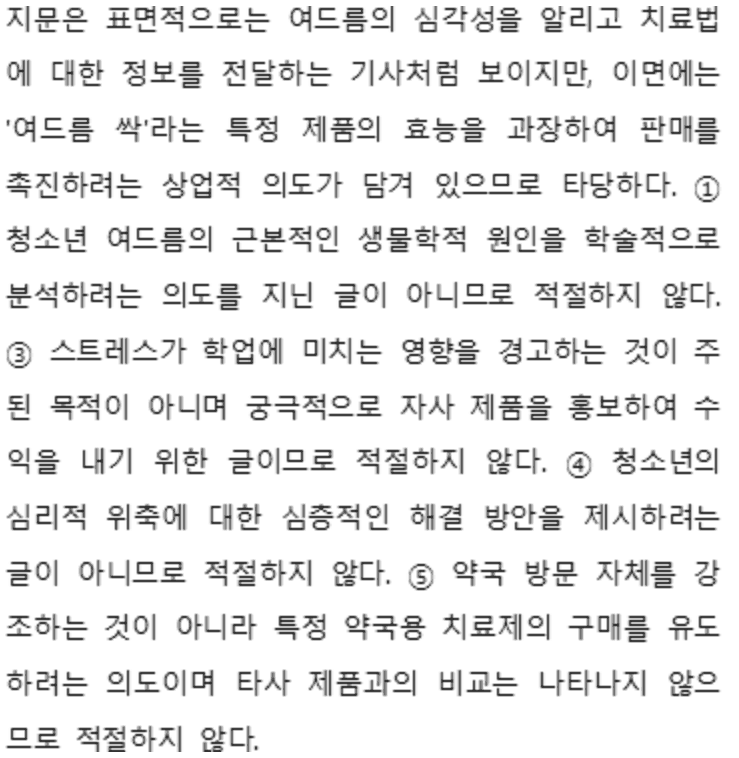 지문은 표면적으로는 여드름의 심각성을 알리고 치료법
에 대한 정보를 전달하는 기사처럼 보이지만, 이면에는
'여드름 싹'라는 특정 제품의 효능을 과장하여 판매를
촉진하려는 상업적 의도가 담겨 있으므로 타당하다. ①
청소년 여드름의 근본적인 생물학적 원인을 학술적으로
분석하려는 의도를 지닌 글이 아니므로 적절하지 않다.
③ 스트레스가 학업에 미치는 영향을 경고하는 것이 주
된 목적이 아니며 궁극적으로 자사 제품을 홍보하여 수
익을 내기 위한 글이므로 적절하지 않다. ④ 청소년의
심리적 위축에 대한 심층적인 해결 방안을 제시하려는
글이 아니므로 적절하지 않다. ⑤ 약국 방문 자체를 강
조하는 것이 아니라 특정 약국용 치료제의 구매를 유도
하려는 의도이며 타사 제품과의 비교는 나타나지 않으
므로 적절하지 않다.